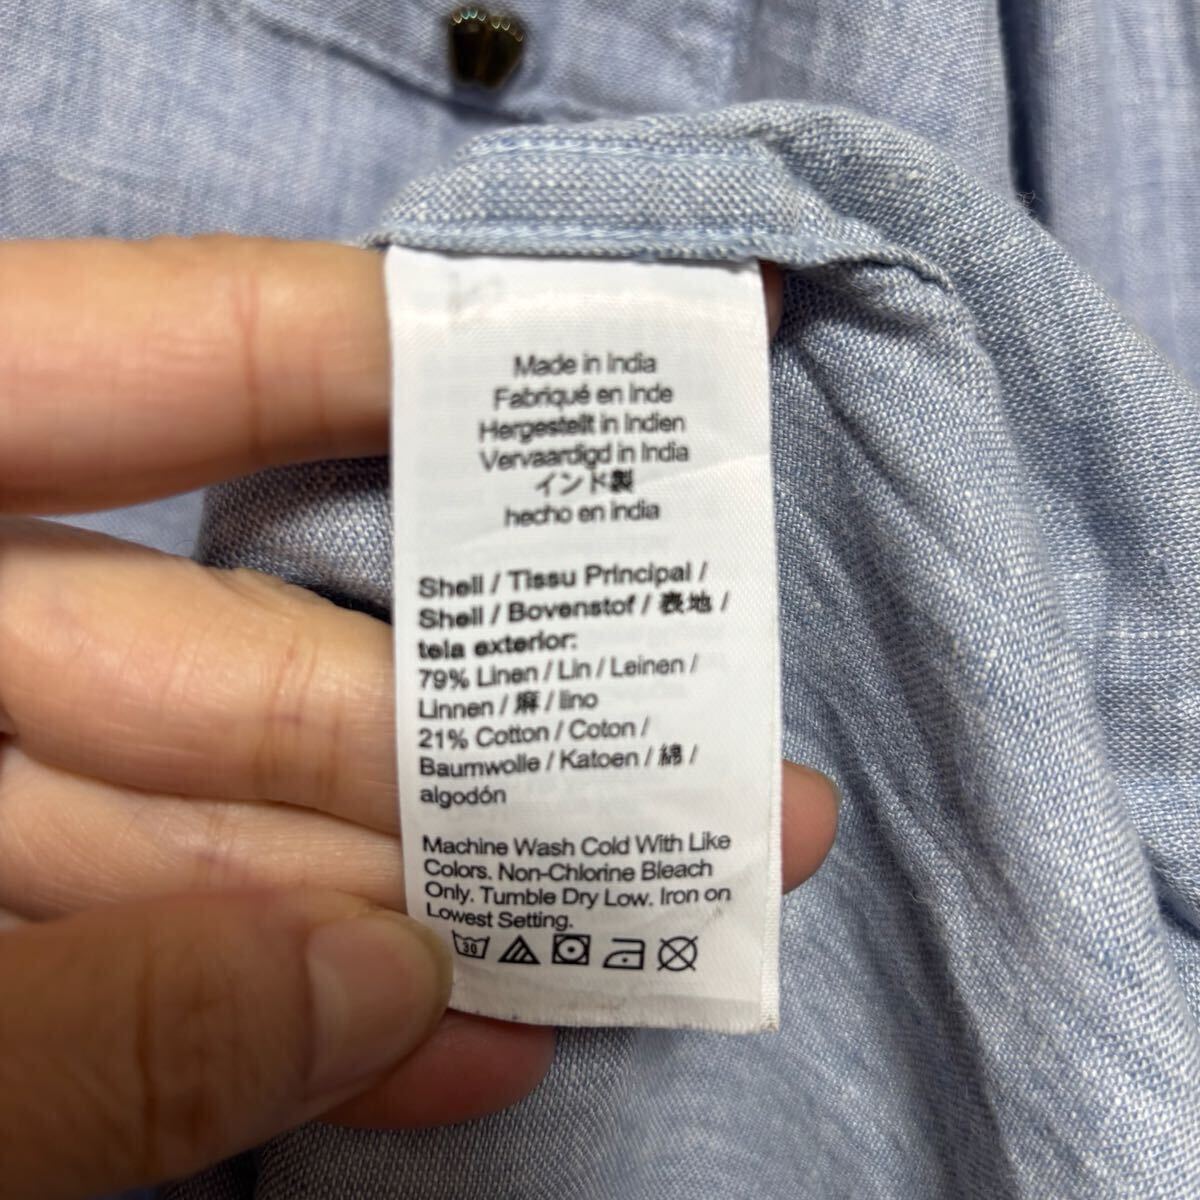 Made in India
Fabriqué en Inde
Hergestellt in Indien
Vervaardigd in India
インド製
hecho en india
Shell / Tissu Principal /
Shell / Bovenstof / 表地 /
tela exterior:
79% Linen / Lin / Leinen /
Linnen / 麻 / lino
21% Cotton / Coton /
Baumwolle / Katoen / 綿 /
algodón
Machine Wash Cold With Like
Colors. Non-Chlorine Bleach
Only. Tumble Dry Low. Iron on
Lowest Setting.
30